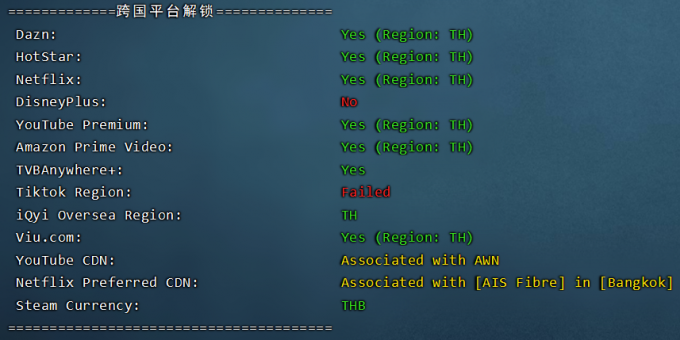 =============跨国平台解锁==============
Dazn: Yes (Region: TH)
HotStar: Yes (Region: TH)
Netflix: Yes (Region: TH)
DisneyPlus: No
YouTube Premium: Yes (Region: TH)
Amazon Prime Video: Yes (Region: TH)
TVBAnywhere+: Yes
Tiktok Region: Failed
iQyi Oversea Region: TH
Viu.com: Yes (Region: TH)
YouTube CDN: Associated with AWN
Netflix Preferred CDN: Associated with [AIS Fibre] in [Bangkok]
Steam Currency: THB
=======================================